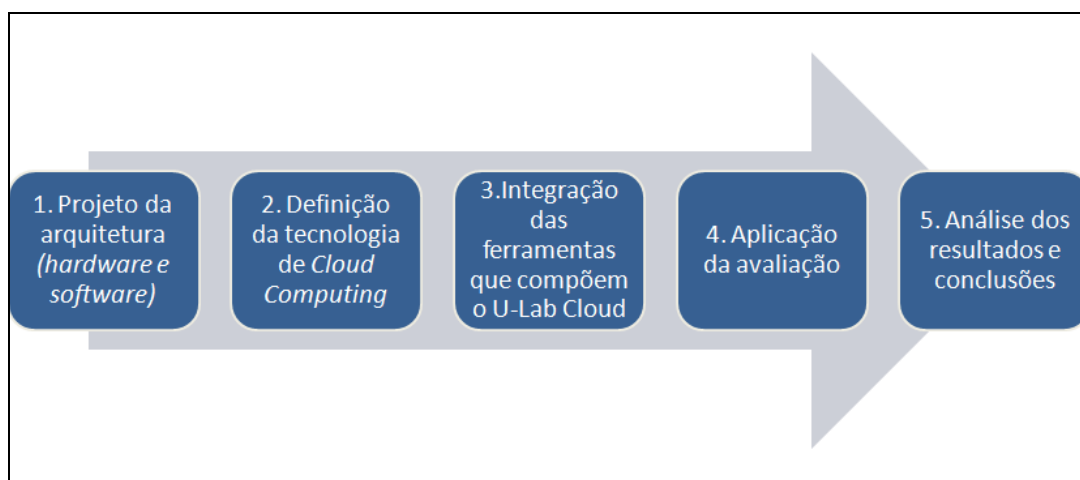 1. Projeto da
arquitetura
(hardware e
software)
2. Definição
da tecnologia
de Cloud
Computing
3.Integração
das
ferramentas
que compõem
o U-Lab Cloud
4. Aplicação
da avaliação
5. Análise dos
resultados e
conclusões